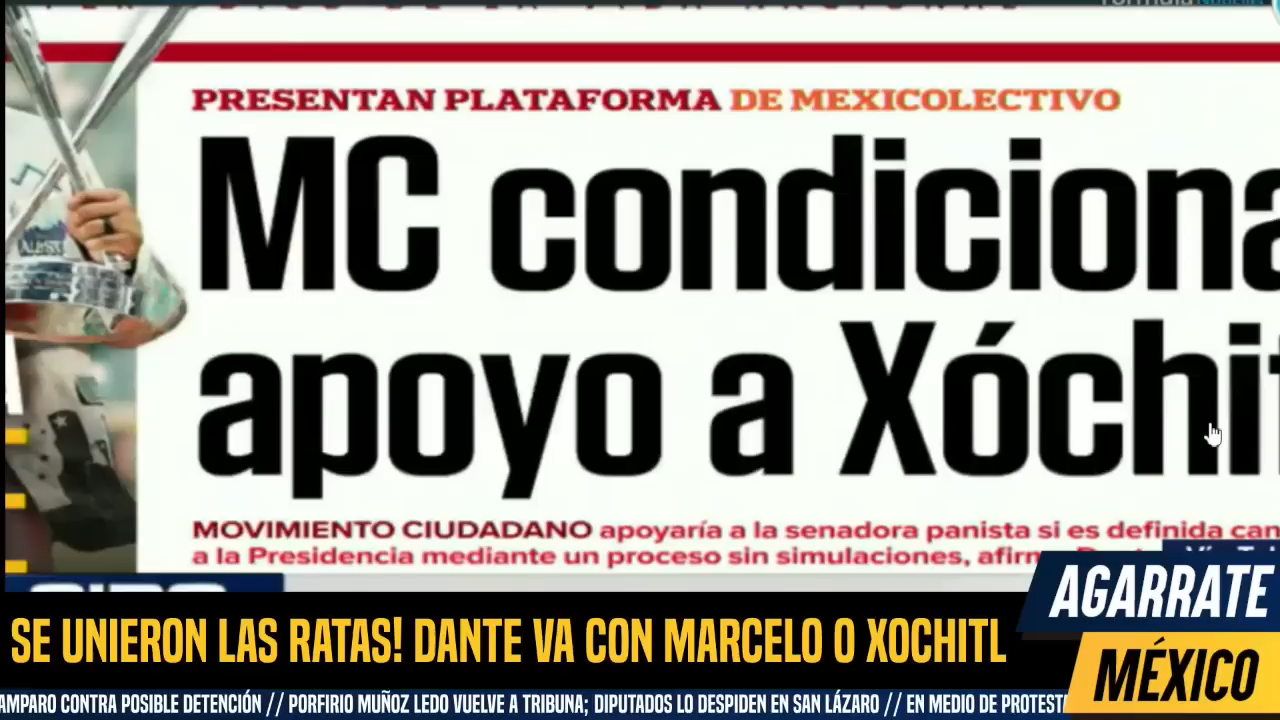 PRESENTAN PLATAFORMA DE MEXICOLECTIVO
MC condiciona
apoyo a Xóchit
MOVIMIENTO CIUDADANO apoyaría a la senadora panista si es definida can
a la Presidencia mediante un proceso sin simulaciones, afirm
AGARRATE
MÉXICO
SE UNIERON LAS RATAS! DANTE VA CON MARCELO O XOCHITL
AMPARO CONTRA POSIBLE DETENCIÓN // PORFIRIO MUÑOZ LEDO VUELVE A TRIBUNA; DIPUTADOS LO DESPIDEN EN SAN LÁZARO // EN MEDIO DE PROTEST